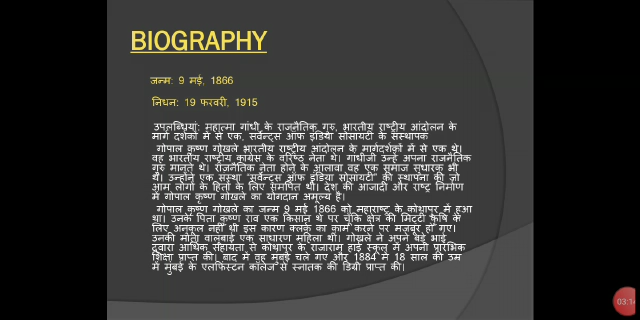 BIOGRAPHY
जन्म: 9 मई, 1866
निधन: 19 फरवरी, 1915
उपलब्धियां: महात्मा गांधी के राजनैतिक गुरु, भारतीय राष्ट्रीय आंदोलन के
मार्ग दर्शकों में से एक, सर्वेन्ट्स ऑफ इंडिया सोसायटी के संस्थापक
गोपाल कृष्ण गोखले भारतीय राष्ट्रीय आंदोलन के मार्गदर्शकों में से एक थे।
वह भारतीय राष्ट्रीय कांग्रेस के वरिष्ठ नेता थे। गांधीजी उन्हें अपना राजनैतिक
गुरु मानते थे। राजनैतिक नेता होने के आलावा वह एक समाज सुधारक भी
थे। उन्होंने एक संस्था "सर्वेन्ट्स ऑफ इंडिया सोसायटी" की स्थापना की जो
आम लोगों के हितों के लिए समर्पित थी। देश की आजादी और राष्ट्र निर्माण
में गोपाल कृष्ण गोखले का योगदान अमूल्य है।
गोपाल कृष्ण गोखले का जन्म 9 मई 1866 को महाराष्ट्र के कोथापुर में हुआ
था। उनके पिता कृष्ण राव एक किसान थे पर चूंकि क्षेत्र की मिट्टी कृषि के
लिए अनुकूल नहीं थी इस कारण क्लर्क का काम करने पर मजबूर हो गए।
उनकी माता वालूबाई एक साधारण महिला थीं। गोखले ने अपने बड़े भाई
द्वारा आर्थिक सहायता से कोथापुर के राजाराम हाई स्कूल में अपनी प्रारंभिक
शिक्षा प्राप्त की। बाद में वह मुंबई चले गए और 1884 में 18 साल की उम्र
में मुंबई के एलफिंस्टन कॉलेज से स्नातक की डिग्री प्राप्त की।